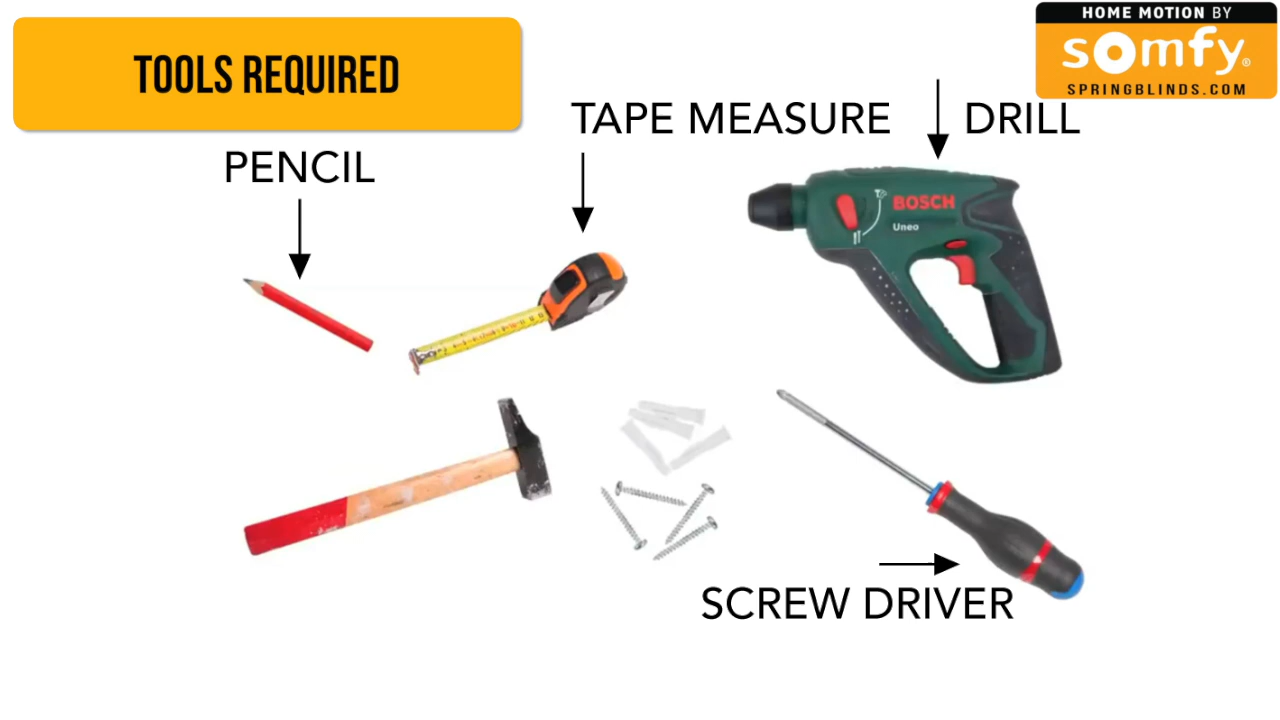 TOOLS REQUIRED
HOME MOTION BY
somfy®
SPRINGBLINDS.COM
TAPE MEASURE
DRILL
PENCIL
BOSCH
Uneo
SCREW DRIVER